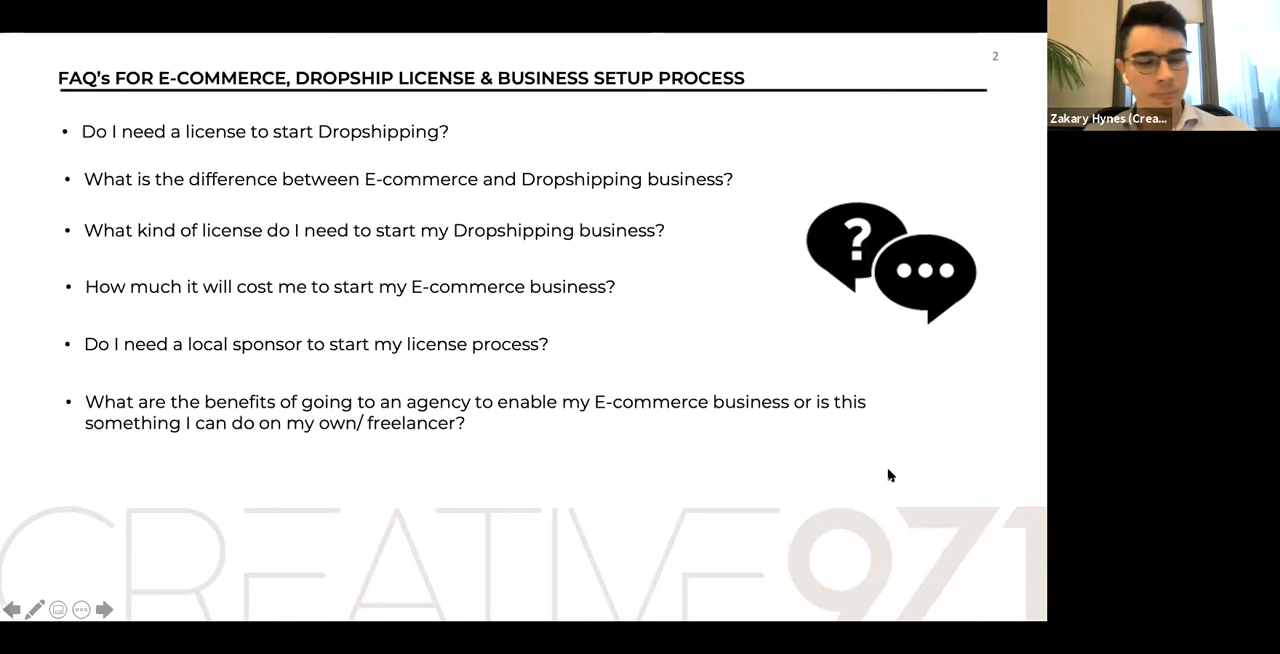 2
FAQ's FOR E-COMMERCE, DROPSHIP LICENSE & BUSINESS SETUP PROCESS
• Do I need a license to start Dropshipping?
• What is the difference between E-commerce and Dropshipping business?
• What kind of license do I need to start my Dropshipping business?
• How much it will cost me to start my E-commerce business?
• Do I need a local sponsor to start my license process?
• What are the benefits of going to an agency to enable my E-commerce business or is this
something I can do on my own/ freelancer?
?
CREATIVE971
Zakary Hynes (Crea...